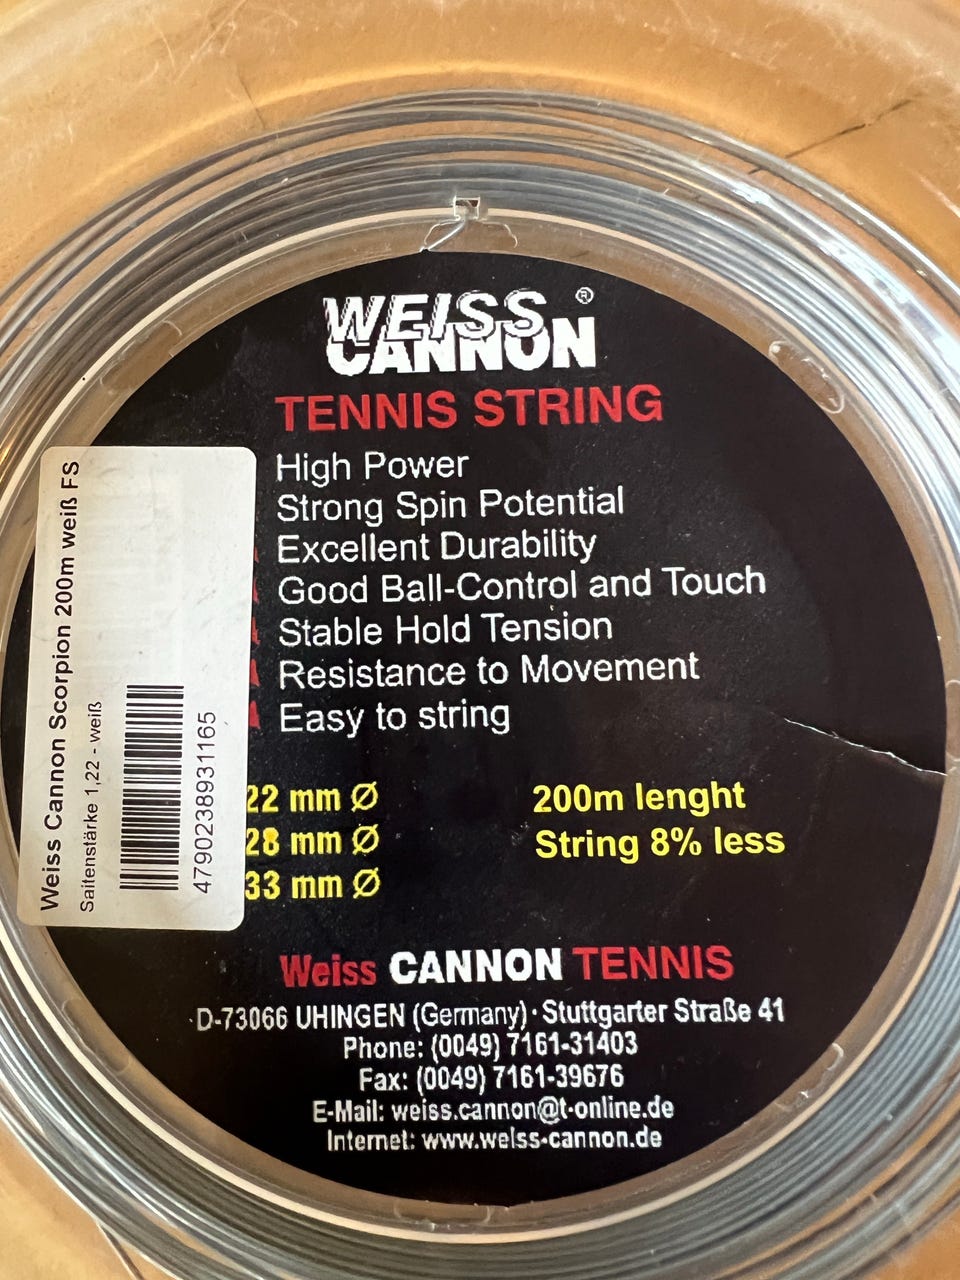 WEISS ®
CANNON
TENNIS STRING
High Power
Strong Spin Potential
Excellent Durability
Good Ball-Control and Touch
Stable Hold Tension
Resistance to Movement
Easy to string
Weiss Cannon Scorpion 200m weiß FS
Saitenstärke 1,22 - weiß
4790238931165
22 mm Ø 200m lenght
28 mm Ø String 8% less
33 mm Ø
Weiss CANNON TENNIS
D-73066 UHINGEN (Germany) · Stuttgarter Straße 41
Phone: (0049) 7161-31403
Fax: (0049) 7161-39676
E-Mail: weiss.cannon@t-online.de
Internet: www.weiss-cannon.de